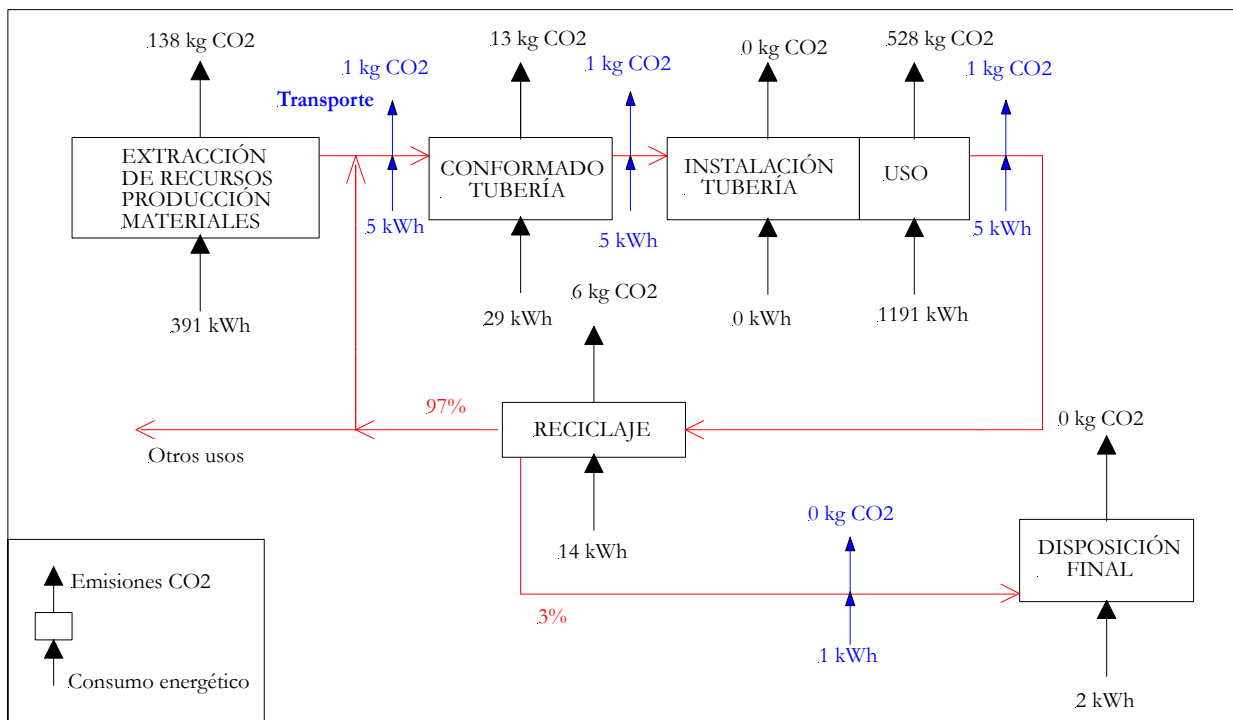 138 kg CO2
13 kg CO2
0 kg CO2
528 kg CO2
1 kg CO2
1 kg CO2
1 kg CO2
Transporte
EXTRACCIÓN
DE RECURSOS
PRODUCCIÓN
MATERIALES
CONFORMADO
TUBERÍA
INSTALACIÓN
TUBERÍA
USO
5 kWh
5 kWh
5 kWh
391 kWh
29 kWh
0 kWh
1191 kWh
6 kg CO2
97%
RECICLAJE
Otros usos
0 kg CO2
14 kWh
0 kg CO2
DISPOSICIÓN
FINAL
3%
1 kWh
2 kWh
Emisiones CO2
Consumo energético